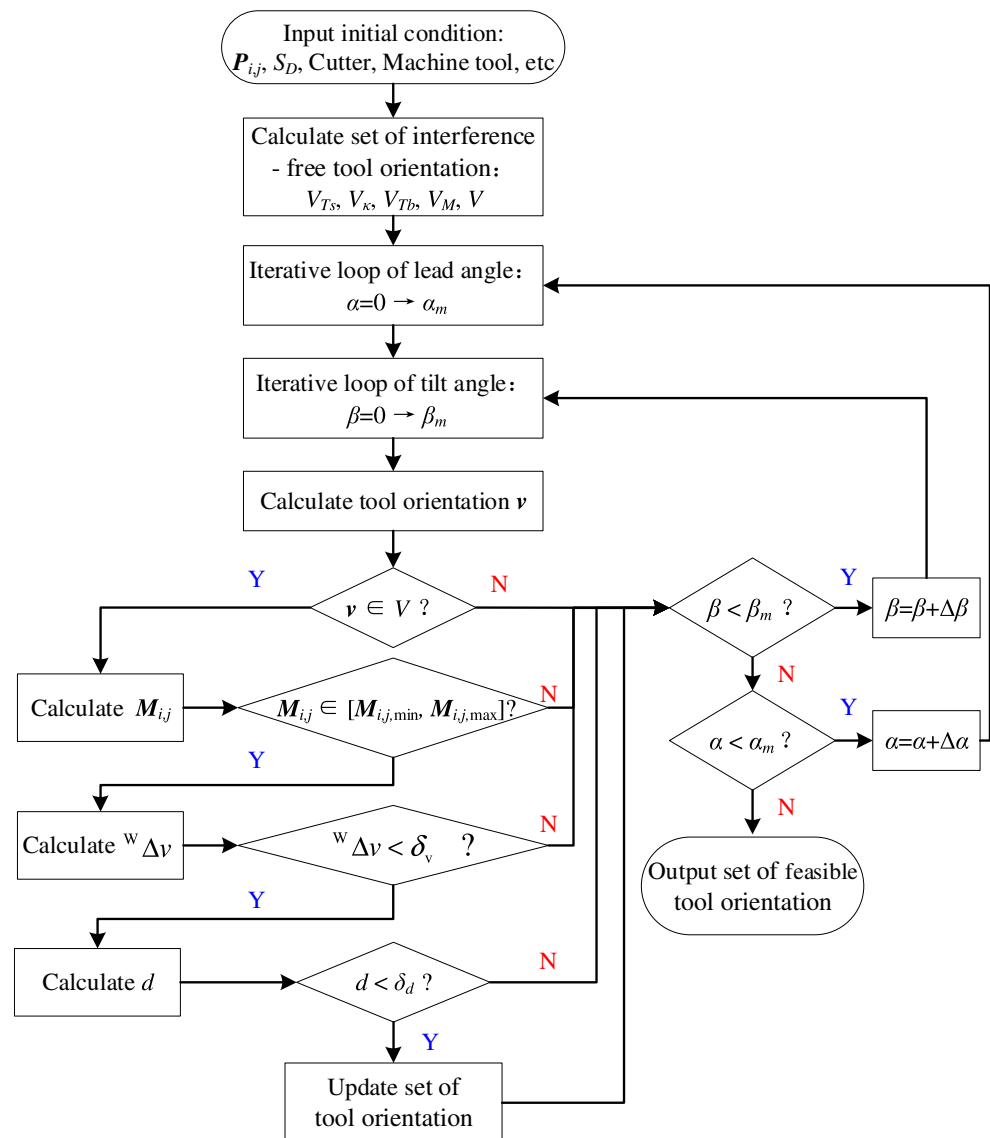 Input initial condition:
P_{i,j}, S_D, Cutter, Machine tool, etc
Calculate set of interference
- free tool orientation:
V_{Ts}, V_κ, V_{Tb}, V_M, V
Iterative loop of lead angle:
α=0 → α_m
Iterative loop of tilt angle:
β=0 → β_m
Calculate tool orientation v
v ∈ V ?
Y
N
β < β_m ?
Y
β=β+Δβ
N
Calculate M_{i,j}
M_{i,j} ∈ [M_{i,j,min}, M_{i,j,max}]?
N
Y
α < α_m ?
Y
α=α+Δα
N
Calculate ^WΔv
^WΔv < δ_v ?
N
Y
Output set of feasible
tool orientation
Calculate d
d < δ_d ?
N
Y
Update set of
tool orientation